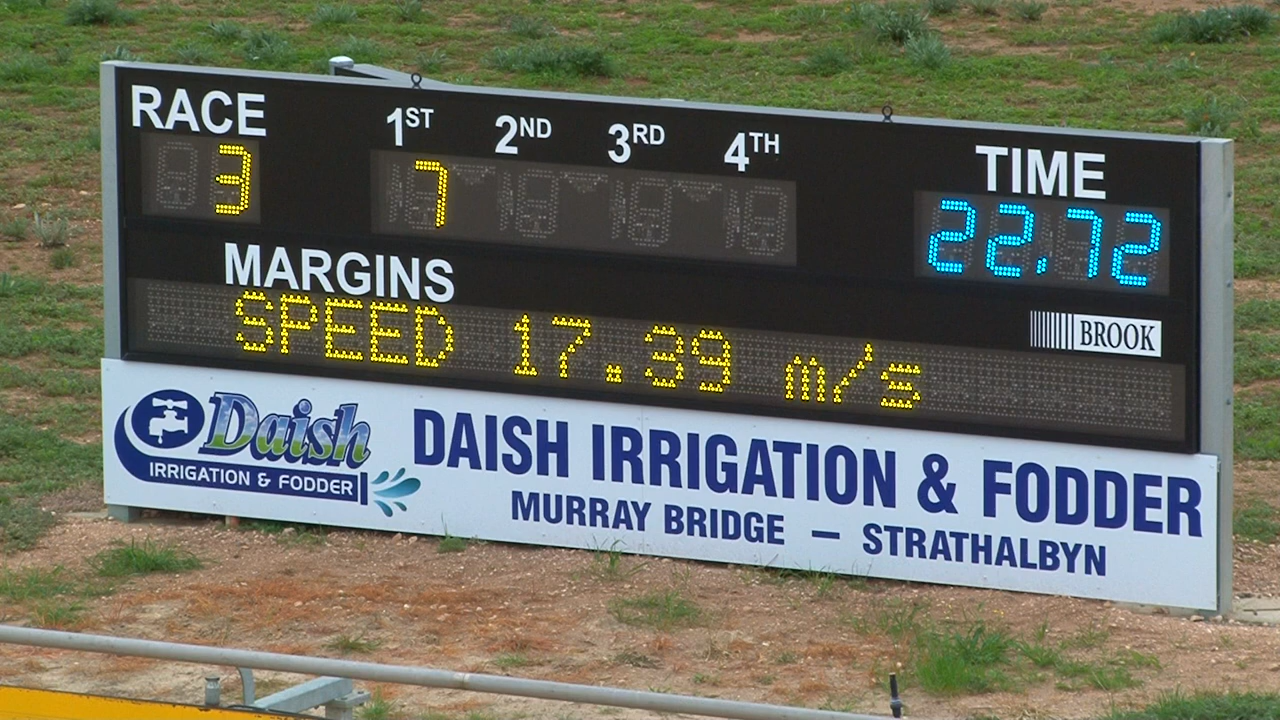 RACE 1ST 2ND 3RD 4TH TIME
3 7 22.72
MARGINS
BROOK
SPEED 17.39 m/s
Daish
IRRIGATION & FODDER
DAISH IRRIGATION & FODDER
MURRAY BRIDGE – STRATHALBYN